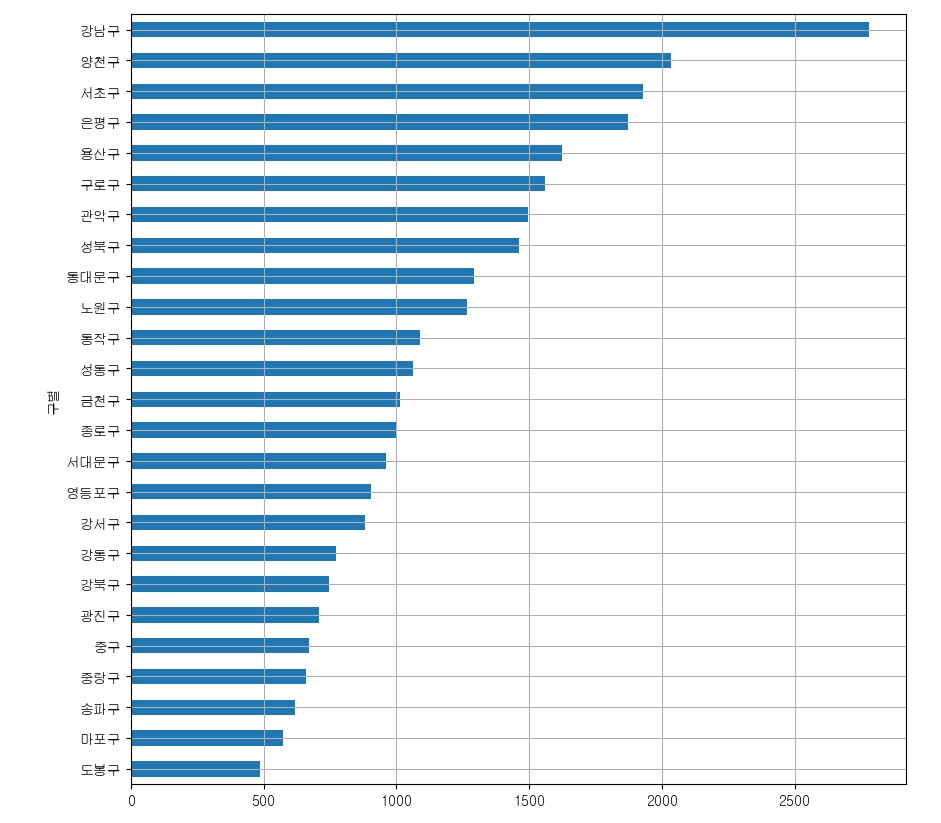 강남구
양천구
서초구
은평구
용산구
구로구
관악구
성북구
동대문구
노원구
동작구
성동구
금천구
종로구
서대문구
영등포구
강서구
강동구
강북구
광진구
중구
중랑구
송파구
마포구
도봉구
구별
0 500 1000 1500 2000 2500